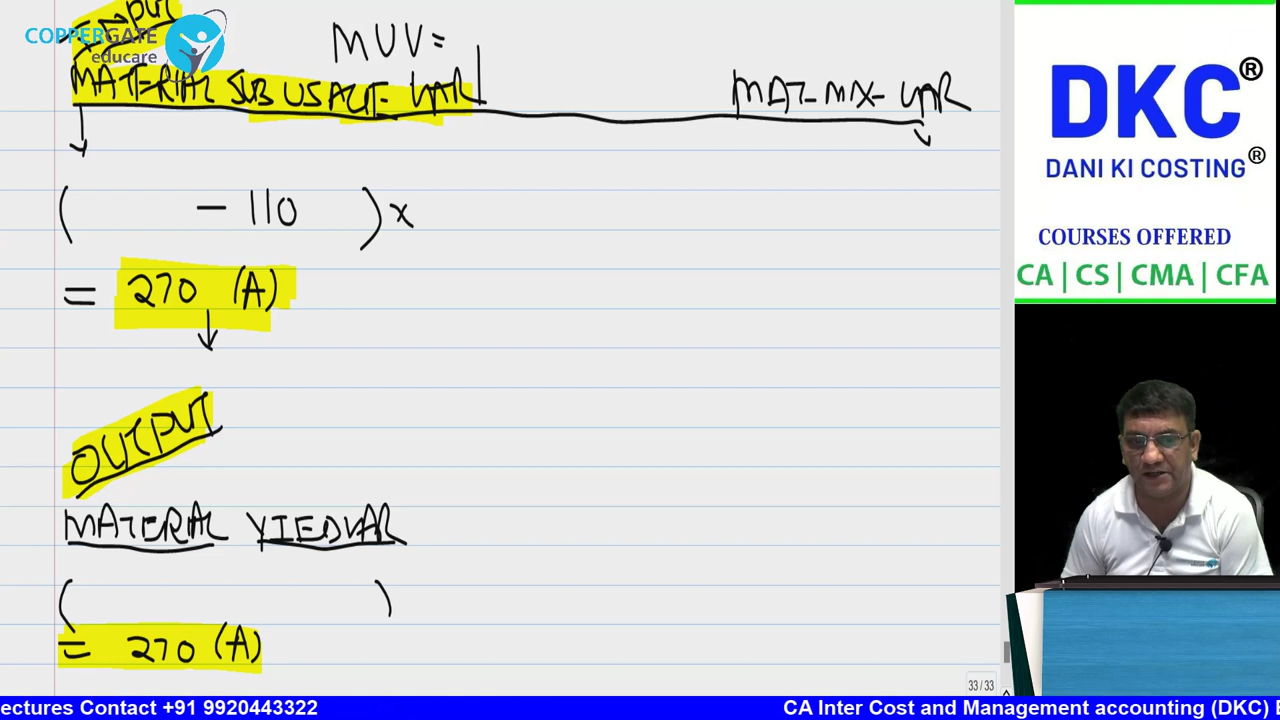 INPUT
COPPERGATE
educare
MUV=
MATERIAL SUB USAGE VAR
MAT-MIX-VAR
( - 110 ) x
= 270 (A)
OUTPUT
MATERIAL YIEDVAR
( )
= 270 (A)
33 / 33
DKC®
DANI KI COSTING®
COURSES OFFERED
CA | CS | CMA | CFA
ectures Contact +91 9920443322
CA Inter Cost and Management accounting (DKC) E